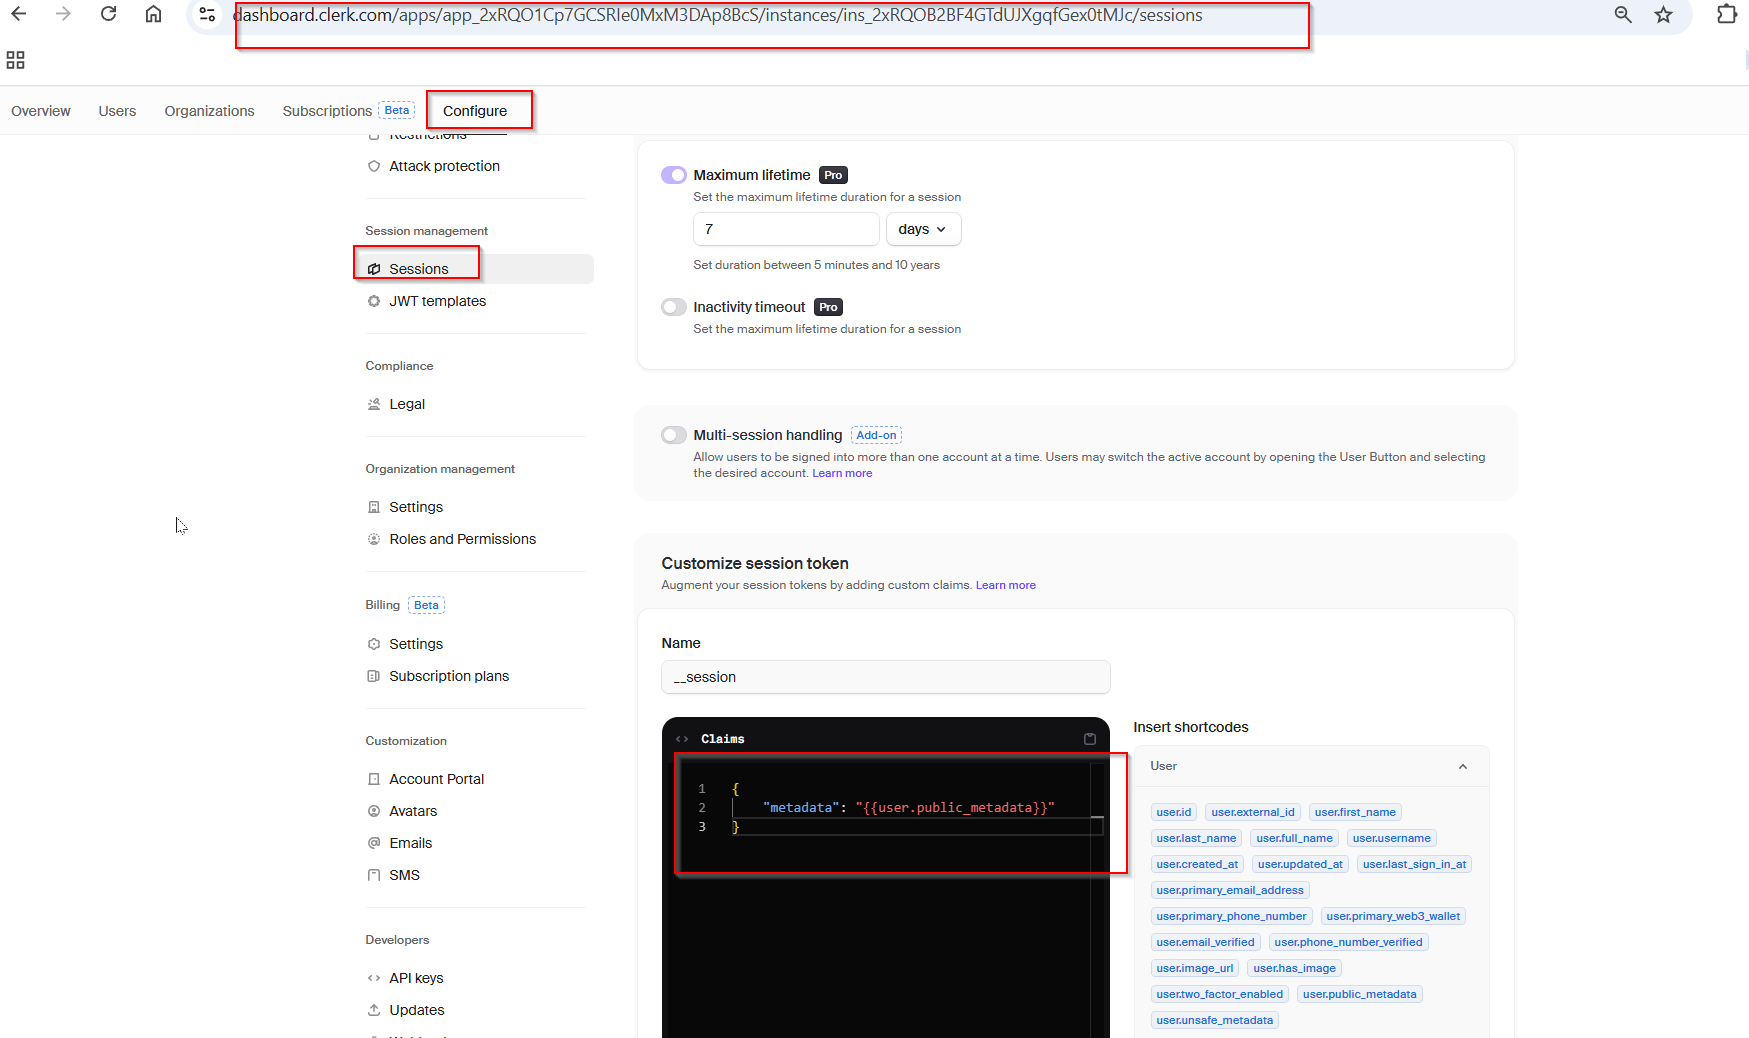 dashboard.clerk.com/apps/app_2xRQO1Cp7GCSRIe0MxM3DAp8BcS/instances/ins_2xRQOB2BF4GTdUJXgqfGex0tMJc/sessions
Overview Users Organizations Subscriptions Beta Configure
Restrictions
Attack protection
Session management
Sessions
JWT templates
Compliance
Legal
Organization management
Settings
Roles and Permissions
Billing Beta
Settings
Subscription plans
Customization
Account Portal
Avatars
Emails
SMS
Developers
API keys
Updates
Maximum lifetime Pro
Set the maximum lifetime duration for a session
7 days
Set duration between 5 minutes and 10 years
Inactivity timeout Pro
Set the maximum lifetime duration for a session
Multi-session handling Add-on
Allow users to be signed into more than one account at a time. Users may switch the active account by opening the User Button and selecting
the desired account. Learn more
Customize session token
Augment your session tokens by adding custom claims. Learn more
Name
__session
<> Claims
1 {
2 "metadata": "{{user.public_metadata}}"
3 }
Insert shortcodes
User
user.id user.external_id user.first_name
user.last_name user.full_name user.username
user.created_at user.updated_at user.last_sign_in_at
user.primary_email_address
user.primary_phone_number user.primary_web3_wallet
user.email_verified user.phone_number_verified
user.image_url user.has_image
user.two_factor_enabled user.public_metadata
user.unsafe_metadata